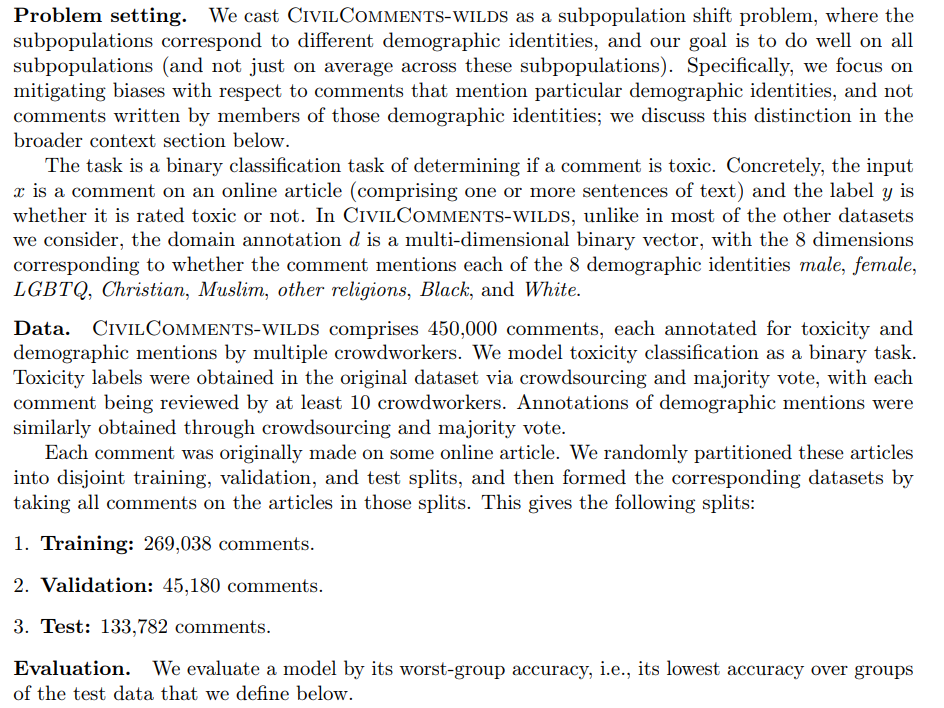 Problem setting. We cast CIVILCOMMENTS-WILDS as a subpopulation shift problem, where the
subpopulations correspond to different demographic identities, and our goal is to do well on all
subpopulations (and not just on average across these subpopulations). Specifically, we focus on
mitigating biases with respect to comments that mention particular demographic identities, and not
comments written by members of those demographic identities; we discuss this distinction in the
broader context section below.
The task is a binary classification task of determining if a comment is toxic. Concretely, the input
x is a comment on an online article (comprising one or more sentences of text) and the label y is
whether it is rated toxic or not. In CIVILCOMMENTS-WILDS, unlike in most of the other datasets
we consider, the domain annotation d is a multi-dimensional binary vector, with the 8 dimensions
corresponding to whether the comment mentions each of the 8 demographic identities male, female,
LGBTQ, Christian, Muslim, other religions, Black, and White.
Data. CIVILCOMMENTS-WILDS comprises 450,000 comments, each annotated for toxicity and
demographic mentions by multiple crowdworkers. We model toxicity classification as a binary task.
Toxicity labels were obtained in the original dataset via crowdsourcing and majority vote, with each
comment being reviewed by at least 10 crowdworkers. Annotations of demographic mentions were
similarly obtained through crowdsourcing and majority vote.
Each comment was originally made on some online article. We randomly partitioned these articles
into disjoint training, validation, and test splits, and then formed the corresponding datasets by
taking all comments on the articles in those splits. This gives the following splits:
1. Training: 269,038 comments.
2. Validation: 45,180 comments.
3. Test: 133,782 comments.
Evaluation. We evaluate a model by its worst-group accuracy, i.e., its lowest accuracy over groups
of the test data that we define below.